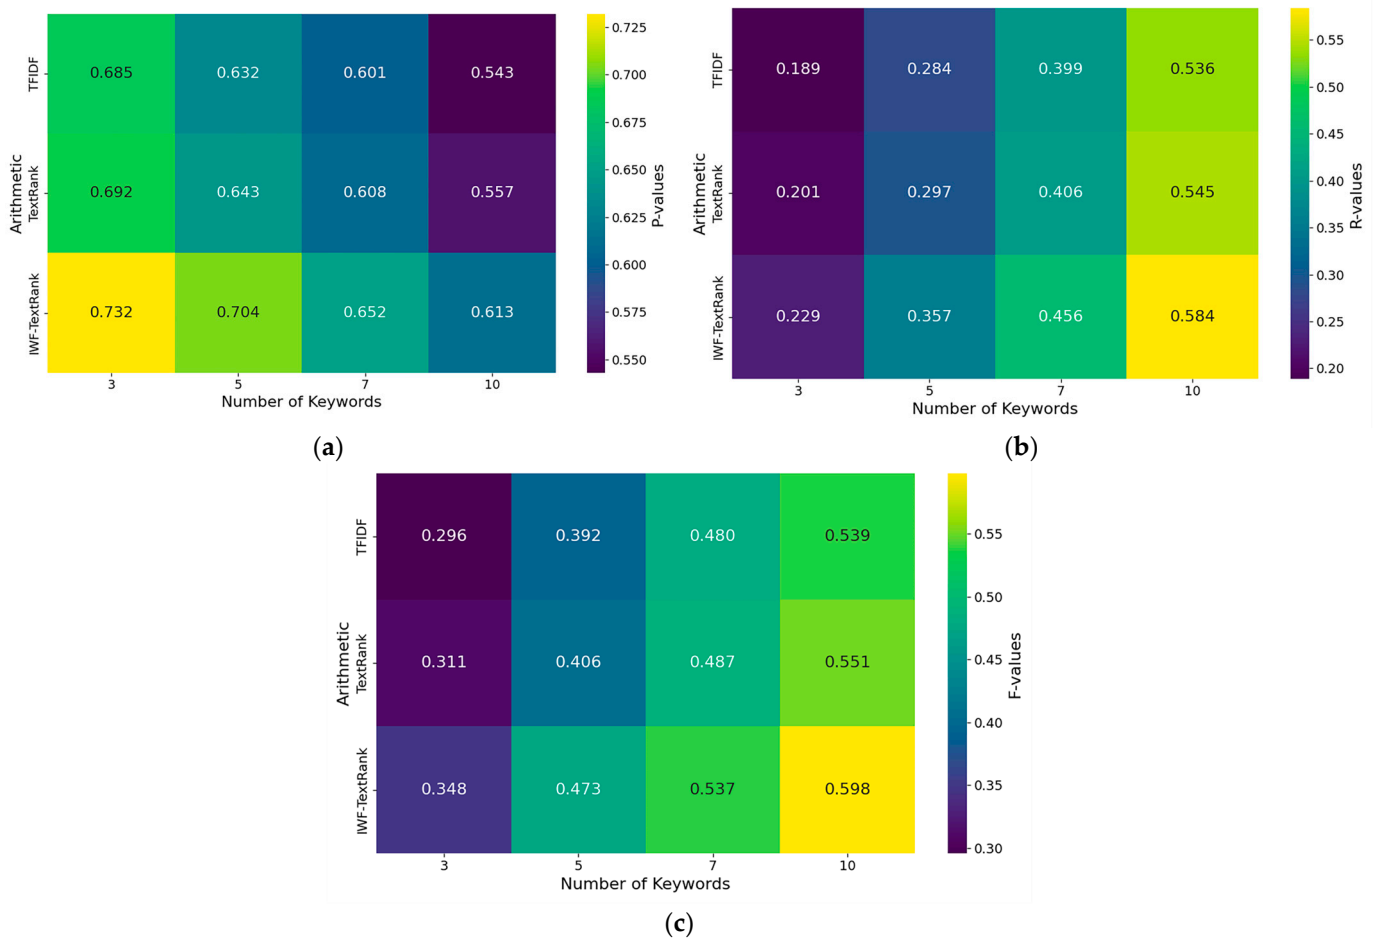 TFIDF
TextRank
IWF-TextRank
Arithmetic
0.685 0.632 0.601 0.543
0.692 0.643 0.608 0.557
0.732 0.704 0.652 0.613
3 5 7 10
Number of Keywords
0.725
0.700
0.675
0.650
0.625
0.600
0.575
0.550
P-values
(a)
TFIDF
TextRank
IWF-TextRank
Arithmetic
0.189 0.284 0.399 0.536
0.201 0.297 0.406 0.545
0.229 0.357 0.456 0.584
3 5 7 10
Number of Keywords
0.55
0.50
0.45
0.40
0.35
0.30
0.25
0.20
R-values
(b)
TFIDF
TextRank
IWF-TextRank
Arithmetic
0.296 0.392 0.480 0.539
0.311 0.406 0.487 0.551
0.348 0.473 0.537 0.598
3 5 7 10
Number of Keywords
0.55
0.50
0.45
0.40
0.35
0.30
F-values
(c)